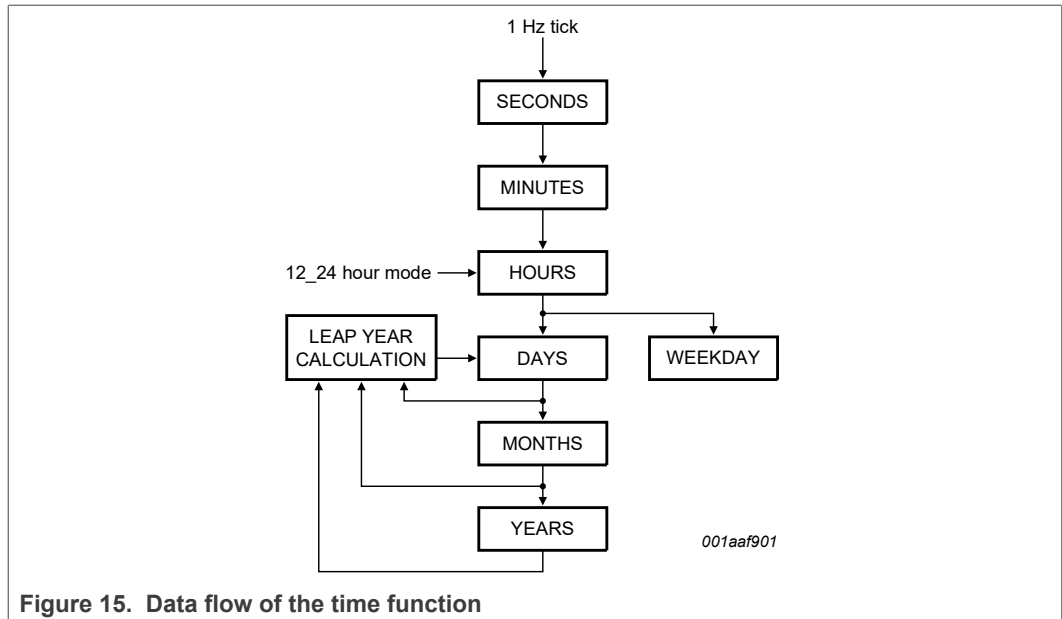 1 Hz tick
SECONDS
MINUTES
12_24 hour mode
HOURS
LEAP YEAR
CALCULATION
DAYS
WEEKDAY
MONTHS
YEARS
001aaf901
Figure 15. Data flow of the time function